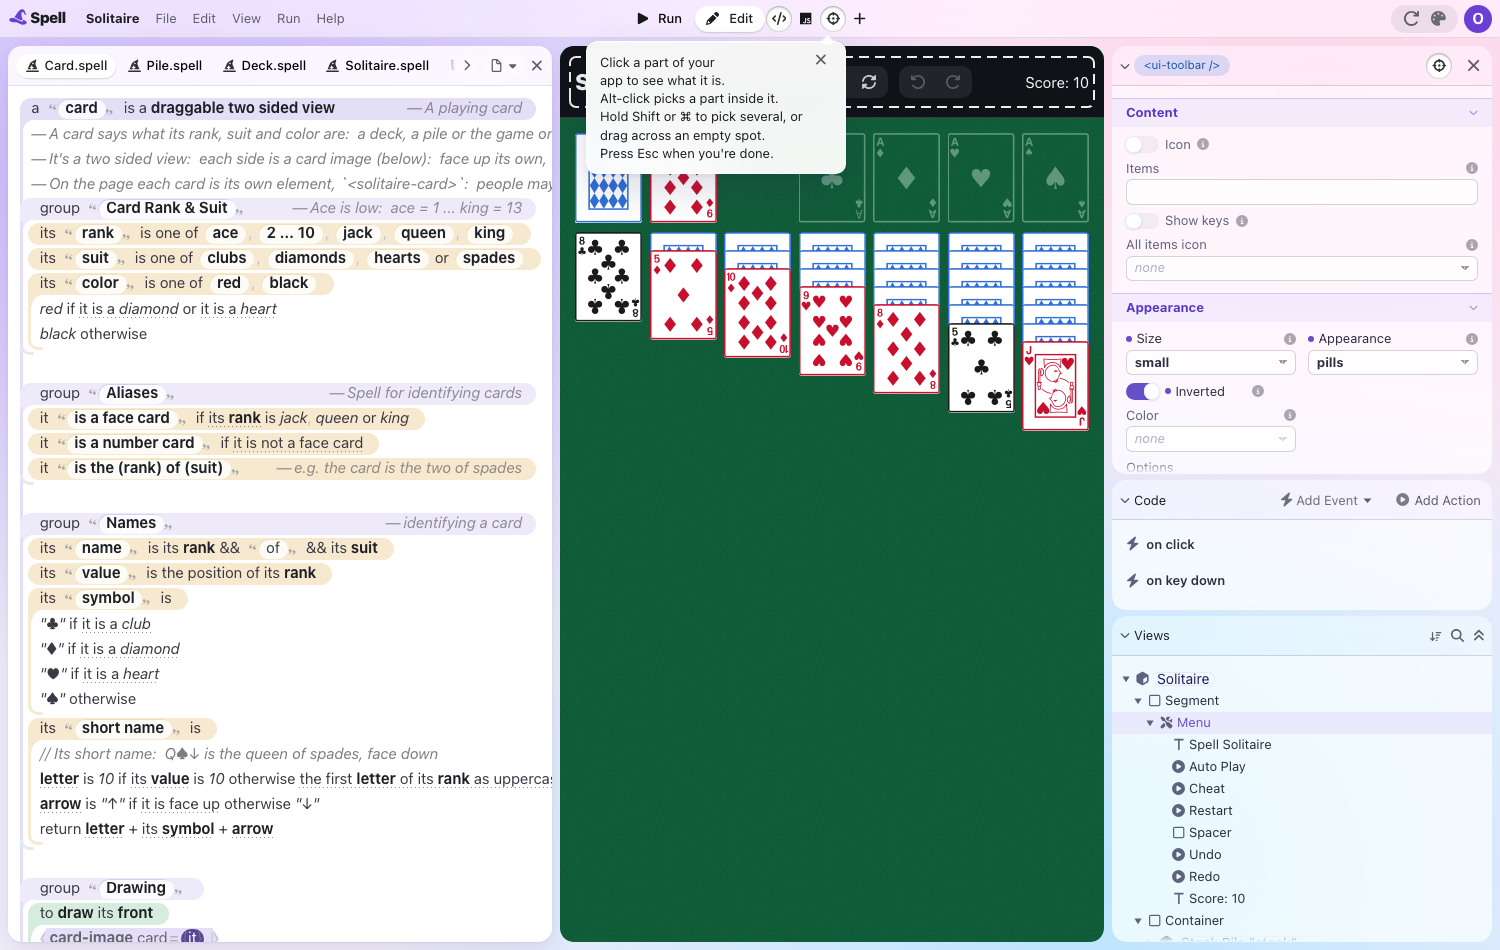 Spell Solitaire File Edit View Run Help
Run Edit JS
O
Card.spell Pile.spell Deck.spell Solitaire.spell
a card is a draggable two sided view — A playing card
— A card says what its rank, suit and color are: a deck, a pile or the game or
— It's a two sided view: each side is a card image (below): face up its own,
— On the page each card is its own element, `<solitaire-card>`: people may
group “ Card Rank & Suit „ — Ace is low: ace = 1 ... king = 13
its “ rank „ is one of ace , 2 ... 10 , jack , queen , king
its “ suit „ is one of clubs , diamonds , hearts or spades
its “ color „ is one of red , black
red if it is a diamond or it is a heart
black otherwise
group “ Aliases „ — Spell for identifying cards
it “ is a face card „ if its rank is jack, queen or king
it “ is a number card „ if it is not a face card
it “ is the (rank) of (suit) „ — e.g. the card is the two of spades
group “ Names „ — identifying a card
its “ name „ is its rank && “ of „ && its suit
its “ value „ is the position of its rank
its “ symbol „ is
"♣" if it is a club
"♦" if it is a diamond
"♥" if it is a heart
"♠" otherwise
its “ short name „ is
// Its short name: Q♠↓ is the queen of spades, face down
letter is 10 if its value is 10 otherwise the first letter of its rank as upperca
arrow is "↑" if it is face up otherwise "↓"
return letter + its symbol + arrow
group “ Drawing „
to draw its front
card-image card= it
Click a part of your
app to see what it is.
Alt-click picks a part inside it.
Hold Shift or ⌘ to pick several, or
drag across an empty spot.
Press Esc when you're done.
S
Score: 10
9
A A A A
A A A A
8 5 10 9 8 5 J
8 5 10 9 8 5 J
<ui-toolbar />
Content
Icon
Items
Show keys
All items icon
none
Appearance
Size Appearance
small pills
Inverted
Color
none
Options
Code Add Event Add Action
on click
on key down
Views
Solitaire
Segment
Menu
Spell Solitaire
Auto Play
Cheat
Restart
Spacer
Undo
Redo
Score: 10
Container